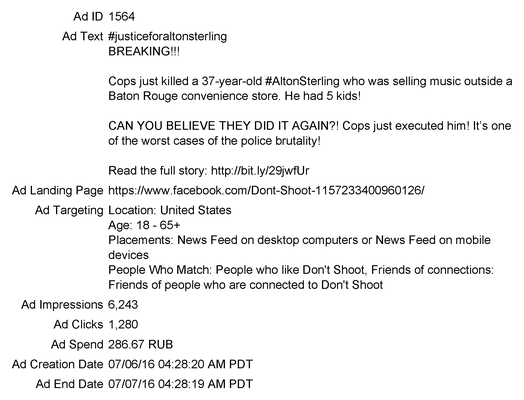 Ad ID 1564
Ad Text #justiceforaltonsterling
BREAKING!!!
Cops just killed a 37-year-old #AltonSterling who was selling music outside a
Baton Rouge convenience store. He had 5 kids!
CAN YOU BELIEVE THEY DID IT AGAIN?! Cops just executed him! It's one
of the worst cases of the police brutality!
Read the full story: http://bit.ly/29jwfUr
Ad Landing Page https://www.facebook.com/Dont-Shoot-1157233400960126/
Ad Targeting Location: United States
Age: 18 - 65+
Placements: News Feed on desktop computers or News Feed on mobile
devices
People Who Match: People who like Don't Shoot, Friends of connections:
Friends of people who are connected to Don't Shoot
Ad Impressions 6,243
Ad Clicks 1,280
Ad Spend 286.67 RUB
Ad Creation Date 07/06/16 04:28:20 AM PDT
Ad End Date 07/07/16 04:28:19 AM PDT